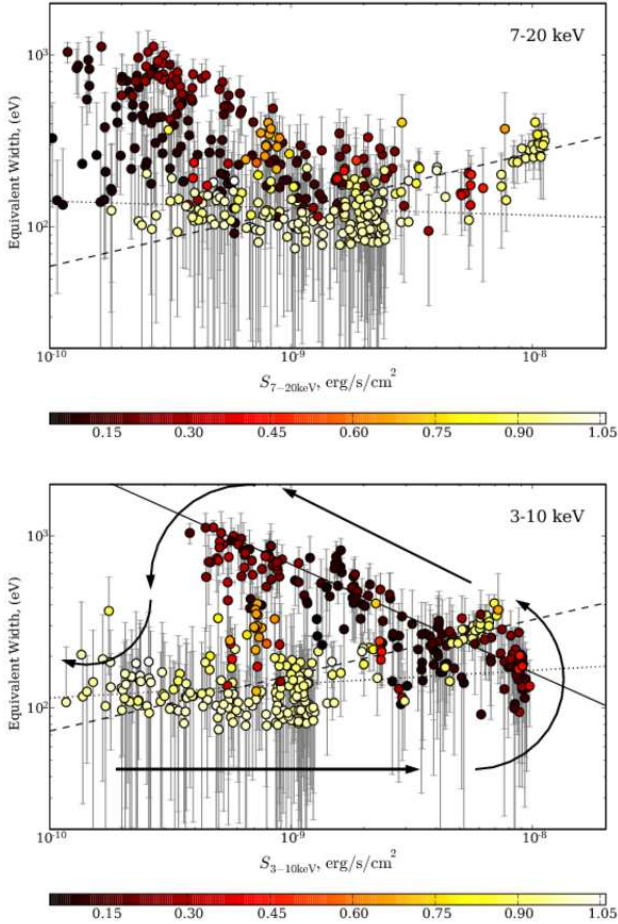 7-20 keV
10³
10²
Equivalent Width, (eV)
10⁻¹⁰ 10⁻⁹ 10⁻⁸
S₇₋₂₀ₖₑᵥ, erg/s/cm²
0.15 0.30 0.45 0.60 0.75 0.90 1.05
3-10 keV
10³
10²
Equivalent Width, (eV)
10⁻¹⁰ 10⁻⁹ 10⁻⁸
S₃₋₁₀ₖₑᵥ, erg/s/cm²
0.15 0.30 0.45 0.60 0.75 0.90 1.05